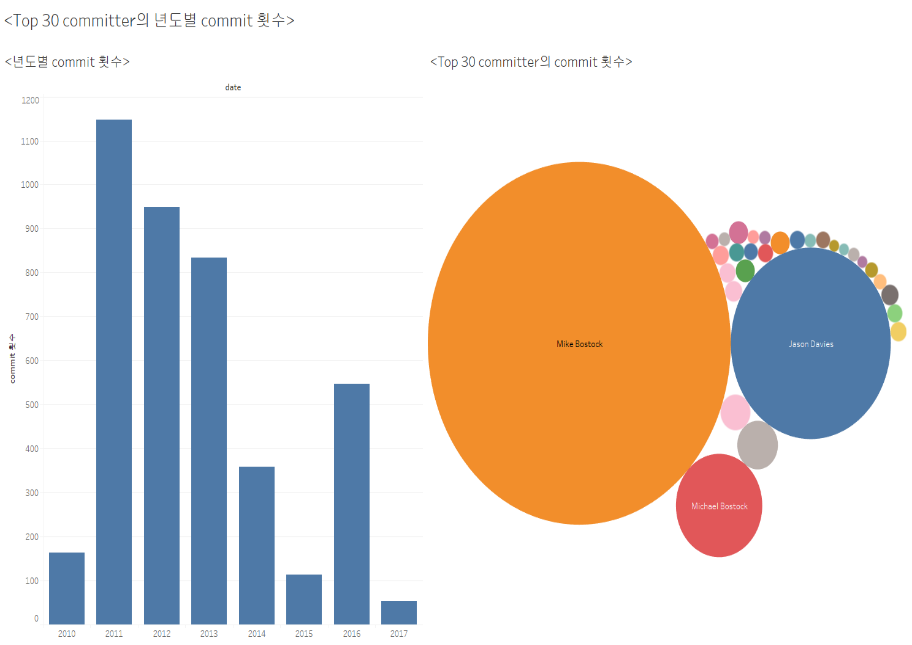 <Top 30 committer의 년도별 commit 횟수>
<년도별 commit 횟수>
<Top 30 committer의 commit 횟수>
date
1200
1100
1000
900
800
700
600
500
400
300
200
100
0
commit 횟수
2010 2011 2012 2013 2014 2015 2016 2017
Mike Bostock
Jason Davies
Michael Bostock